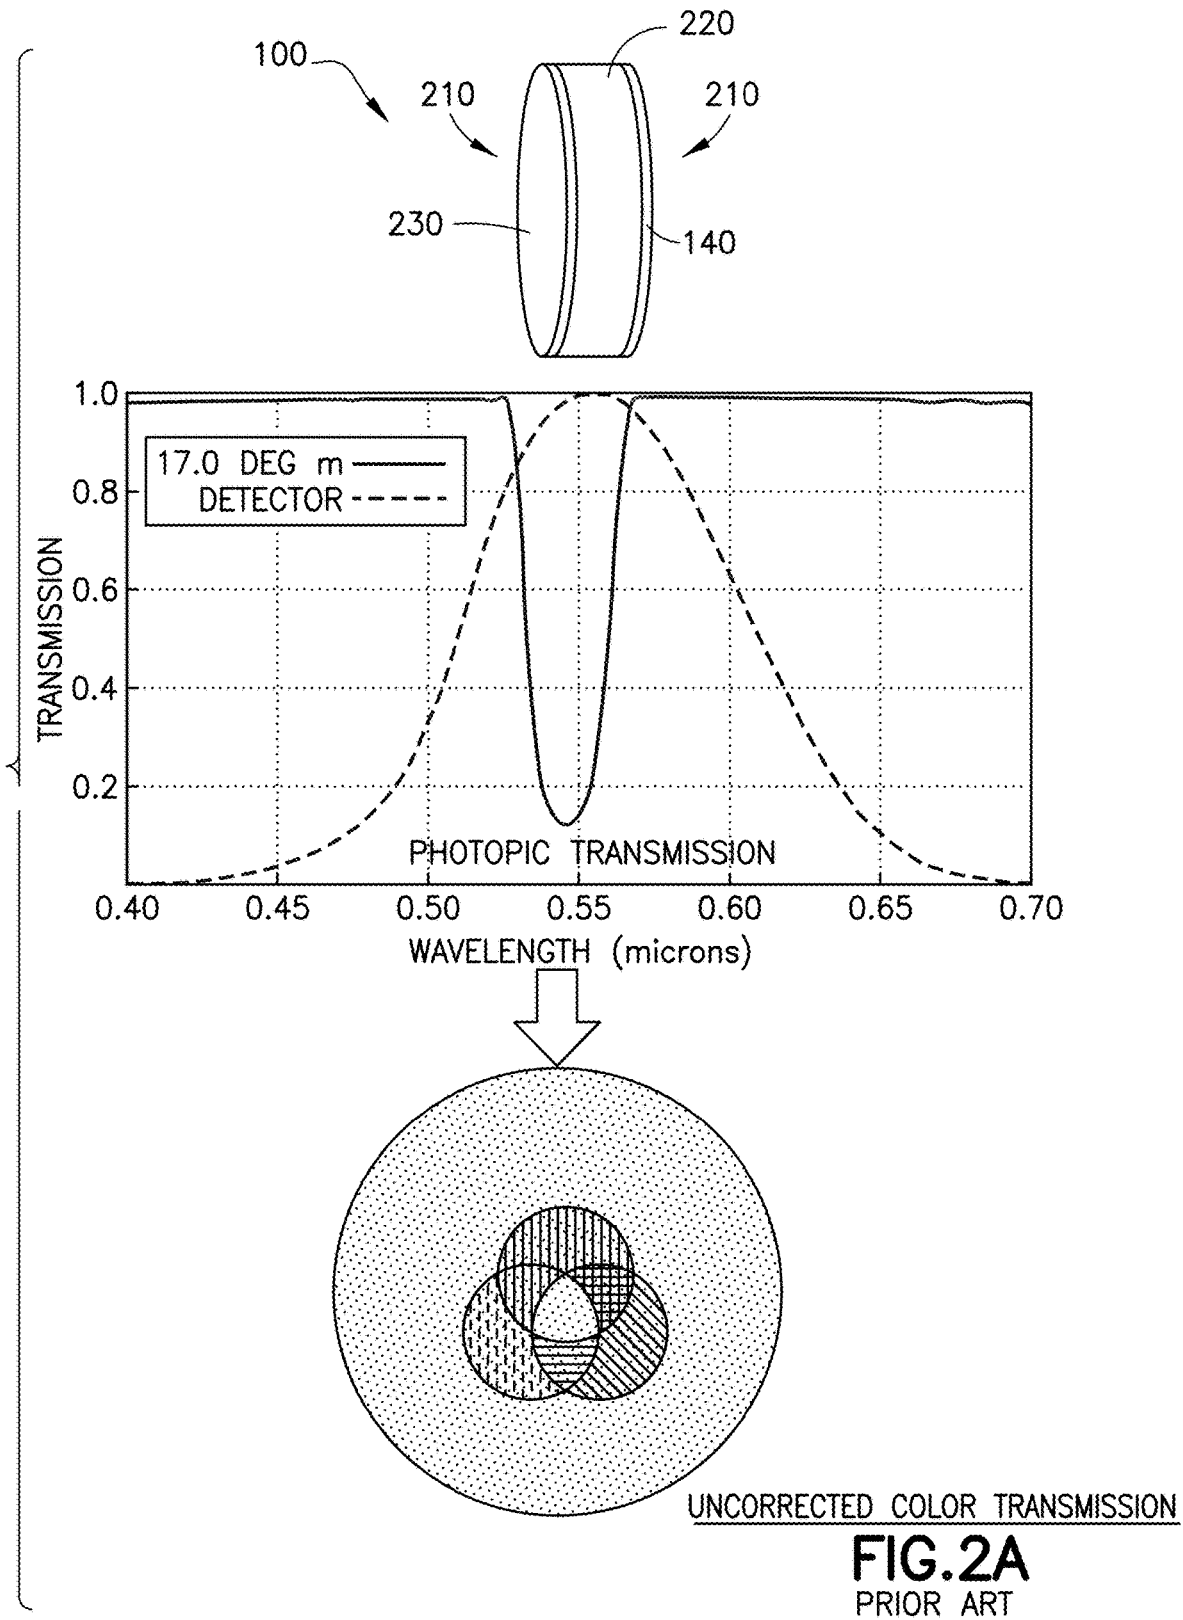 220
100
210
210
230
140
1.0
17.0 DEG m
DETECTOR
0.8
0.6
0.4
0.2
0
TRANSMISSION
PHOTOPIC TRANSMISSION
0.40 0.45 0.50 0.55 0.60 0.65 0.70
WAVELENGTH (microns)
UNCORRECTED COLOR TRANSMISSION
FIG.2A
PRIOR ART